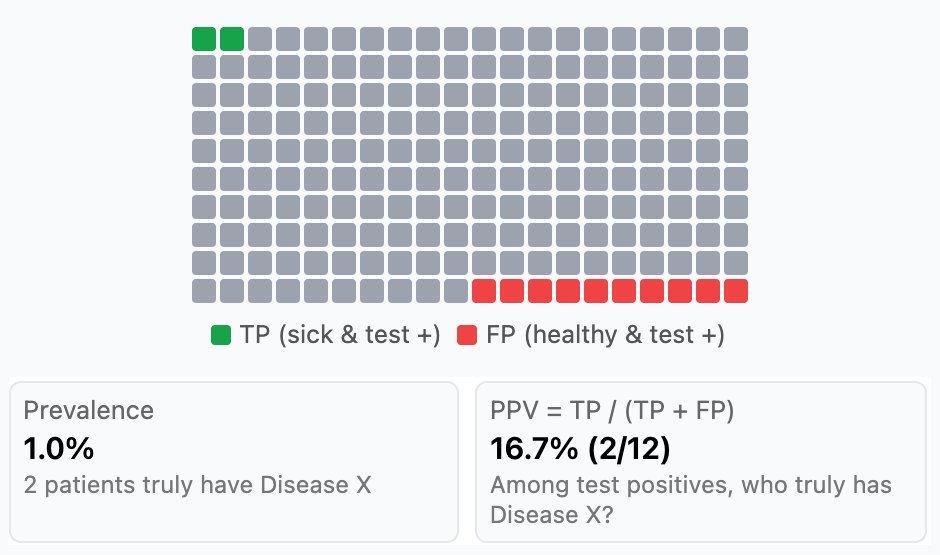 TP (sick & test +) FP (healthy & test +)
Prevalence
1.0%
2 patients truly have Disease X
PPV = TP / (TP + FP)
16.7% (2/12)
Among test positives, who truly has
Disease X?